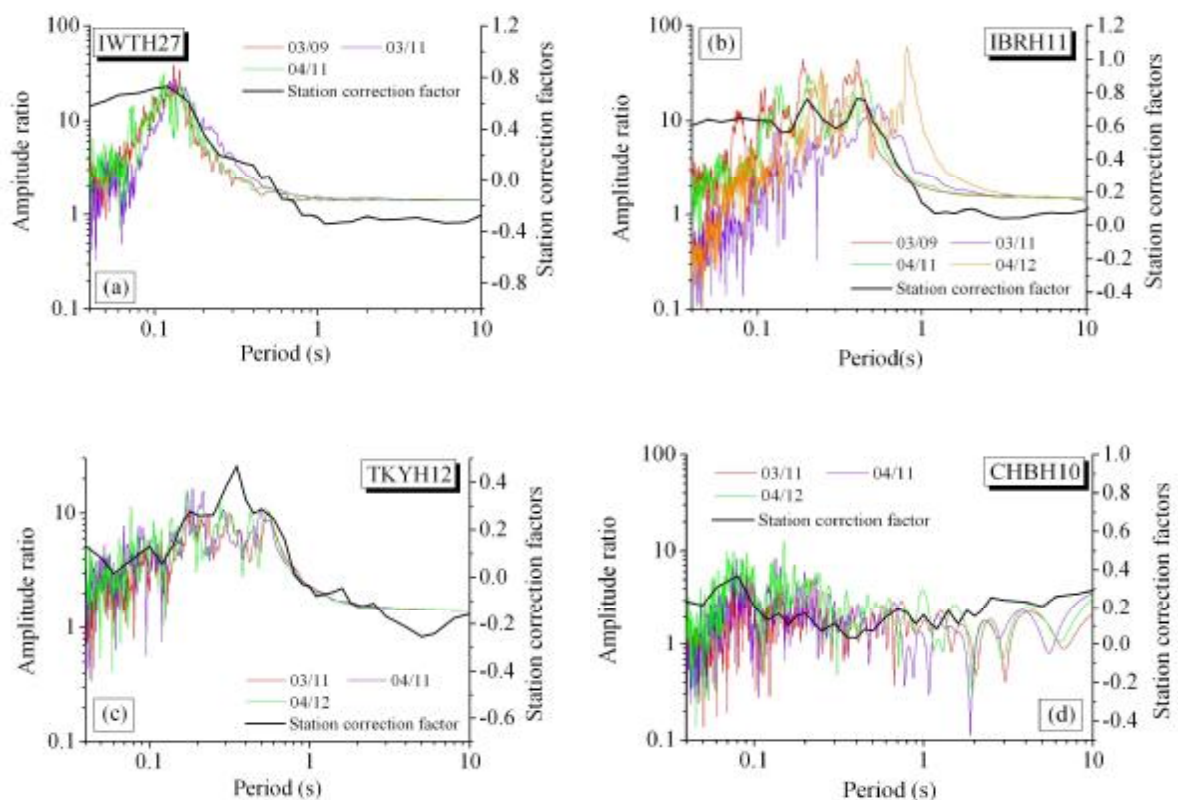 IWTH27
03/09 03/11
04/11
Station correction factor
Ampitude ratio
Station correction factors
100
10
1
0.1
1.2
0.8
0.4
0.0
-0.4
-0.8
0.1 1 10
Period (s)
(a)
(b)
IBRH11
03/09 03/11
04/11 04/12
Station correction factor
Amplitude ratio
Station correction factors
100
10
1
0.1
1.2
1.0
0.8
0.6
0.4
0.2
0.0
-0.2
-0.4
0.1 1 10
Period(s)
TKYH12
03/11 04/11
04/12
Station correction factor
Amplitude ratio
Station correction factors
10
1
0.1
0.4
0.2
0.0
-0.2
-0.4
-0.6
0.1 1 10
Period (s)
(c)
CHBH10
03/11 04/11
04/12
Station corrction factor
Amplitude ratio
Station correction factors
100
10
1
0.1
1.0
0.8
0.6
0.4
0.2
0.0
-0.2
-0.4
0.1 1 10
Period (s)
(d)